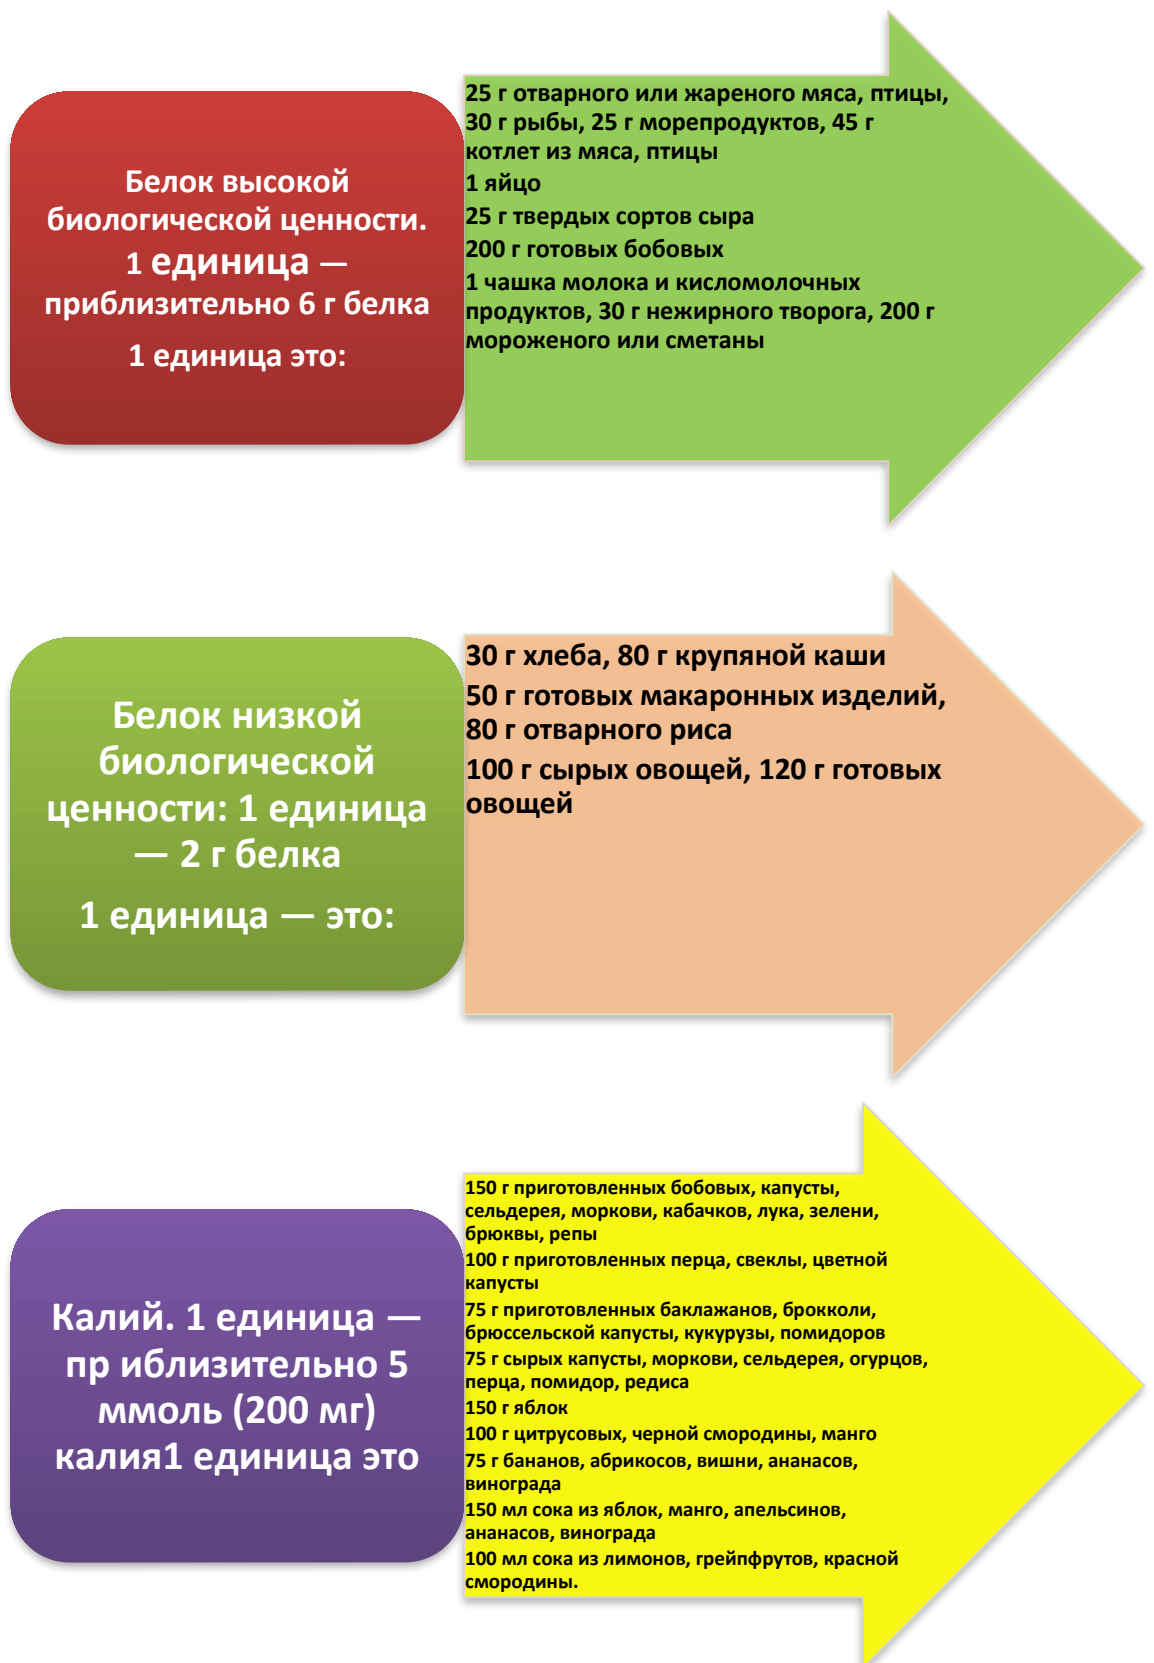 Белок высокой
биологической ценности.
1 единица —
приблизительно 6 г белка
1 единица это:
25 г отварного или жареного мяса, птицы,
30 г рыбы, 25 г морепродуктов, 45 г
котлет из мяса, птицы
1 яйцо
25 г твердых сортов сыра
200 г готовых бобовых
1 чашка молока и кисломолочных
продуктов, 30 г нежирного творога, 200 г
мороженого или сметаны
Белок низкой
биологической
ценности: 1 единица
— 2 г белка
1 единица — это:
30 г хлеба, 80 г крупяной каши
50 г готовых макаронных изделий,
80 г отварного риса
100 г сырых овощей, 120 г готовых
овощей
Калий. 1 единица —
пр иблизительно 5
ммоль (200 мг)
калия1 единица это
150 г приготовленных бобовых, капусты,
сельдерея, моркови, кабачков, лука, зелени,
брюквы, репы
100 г приготовленных перца, свеклы, цветной
капусты
75 г приготовленных баклажанов, брокколи,
брюссельской капусты, кукурузы, помидоров
75 г сырых капусты, моркови, сельдерея, огурцов,
перца, помидор, редиса
150 г яблок
100 г цитрусовых, черной смородины, манго
75 г бананов, абрикосов, вишни, ананасов,
винограда
150 мл сока из яблок, манго, апельсинов,
ананасов, винограда
100 мл сока из лимонов, грейпфрутов, красной
смородины.